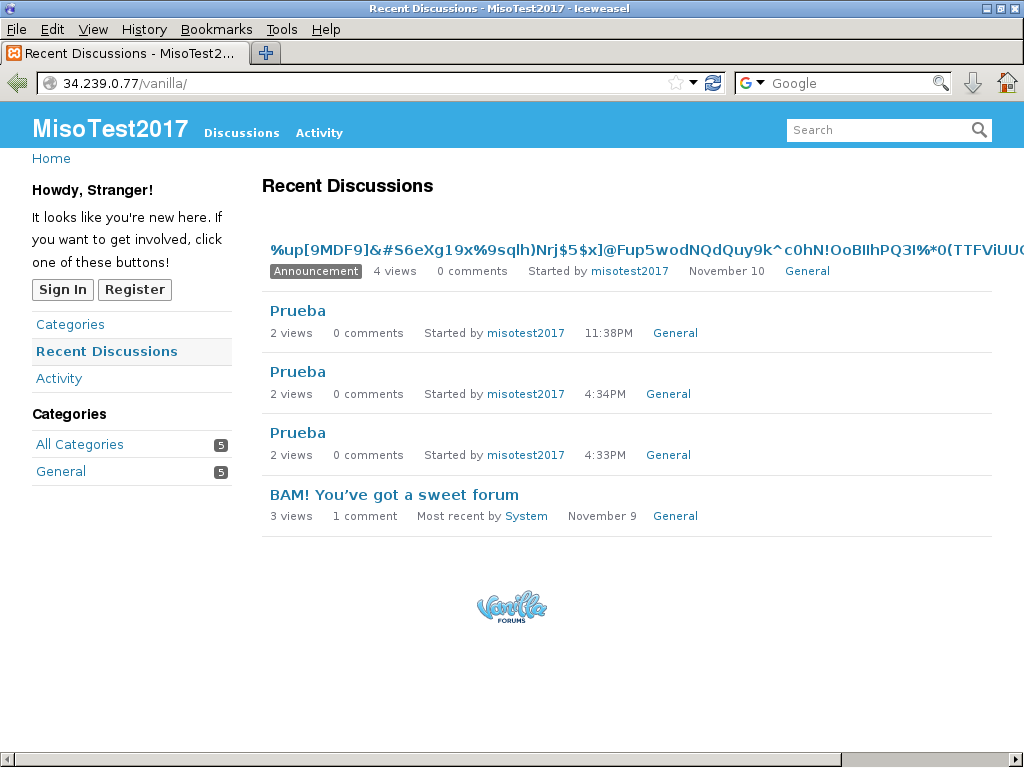 Recent Discussions - MisoTest2017 - Iceweasel
File Edit View History Bookmarks Tools Help
Recent Discussions - MisoTest2...
34.239.0.77/vanilla/
Google
MisoTest2017 Discussions Activity
Search
Home
Howdy, Stranger!
It looks like you're new here. If
you want to get involved, click
one of these buttons!
Sign In Register
Categories
Recent Discussions
Activity
Categories
All Categories 5
General 5
Recent Discussions
%up[9MDF9]&#S6eXg19x%9sqlh)Nrj$5$x]@Fup5wodNQdQuy9k^c0hN!OoBIlhPQ3I%*0(TTFViUU
Announcement 4 views 0 comments Started by misotest2017 November 10 General
Prueba
2 views 0 comments Started by misotest2017 11:38PM General
Prueba
2 views 0 comments Started by misotest2017 4:34PM General
Prueba
2 views 0 comments Started by misotest2017 4:33PM General
BAM! You’ve got a sweet forum
3 views 1 comment Most recent by System November 9 General
Vanilla
FORUMS